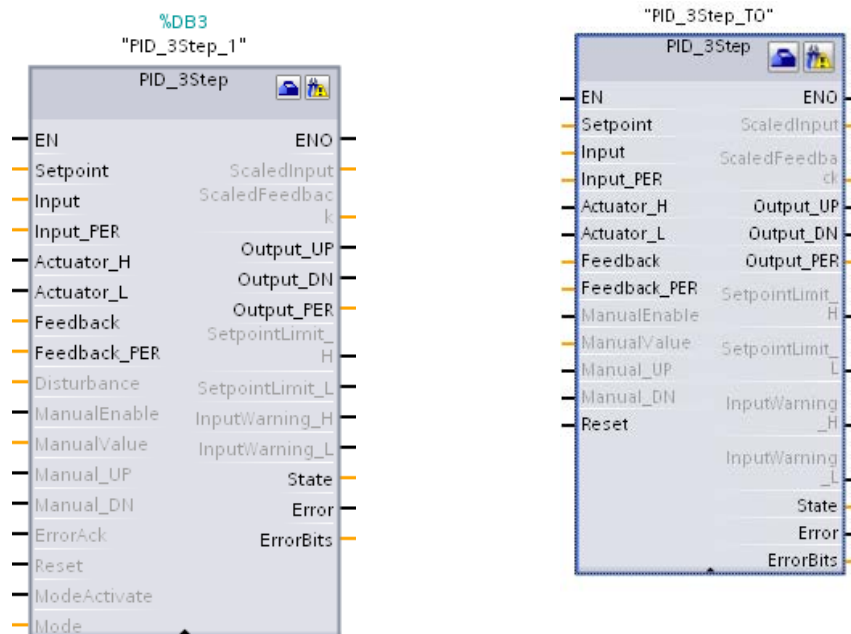 %DB3
"PID_3Step_1"
PID_3Step
EN
ENO
Setpoint
ScaledInput
Input
ScaledFeedbac
k
Input_PER
Output_UP
Actuator_H
Output_DN
Actuator_L
Output_PER
Feedback
SetpointLimit_
H
Feedback_PER
Disturbance
SetpointLimit_L
ManualEnable
InputWarning_H
ManualValue
InputWarning_L
Manual_UP
State
Manual_DN
Error
ErrorAck
ErrorBits
Reset
ModeActivate
Mode
"PID_3Step_TO"
PID_3Step
EN
ENO
Setpoint
ScaledInput
Input
ScaledFeedba
ck
Input_PER
Actuator_H
Output_UP
Actuator_L
Output_DN
Feedback
Output_PER
Feedback_PER
SetpointLimit_
H
ManualEnable
ManualValue
SetpointLimit_
L
Manual_UP
Manual_DN
InputWarning
_H
Reset
InputWarning
_L
State
Error
ErrorBits